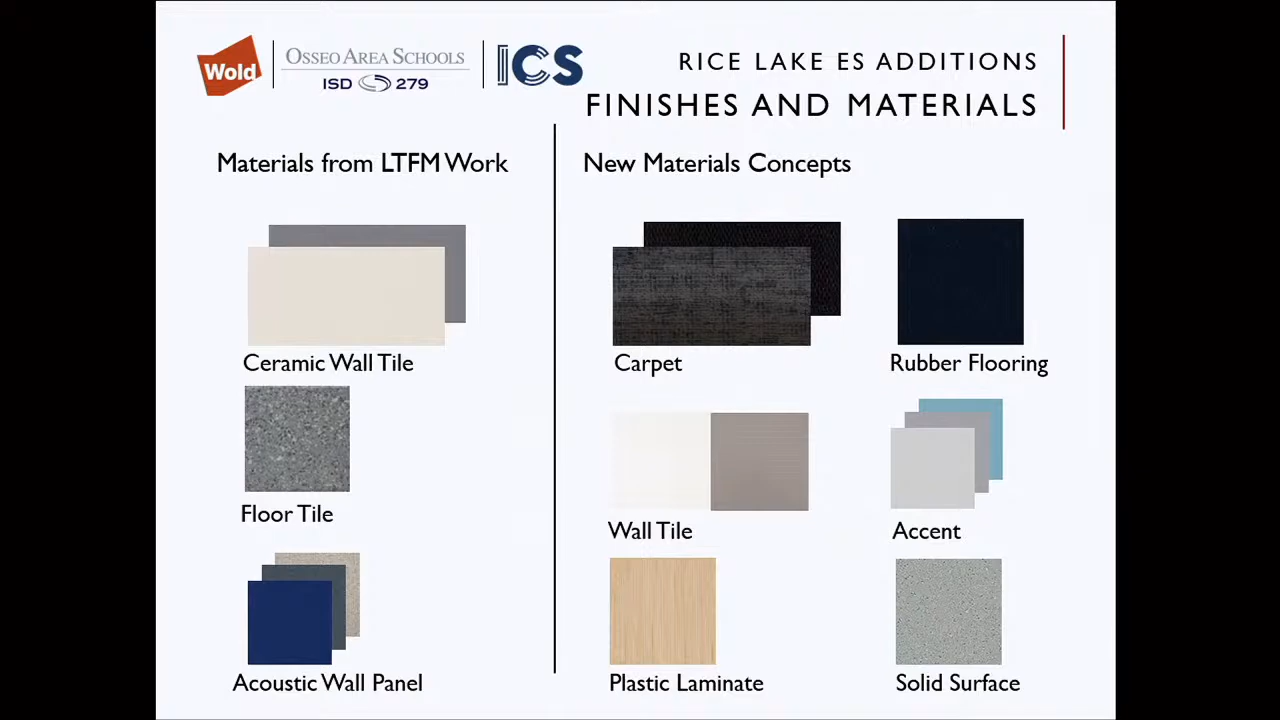 Wold
OSSEO AREA SCHOOLS
ISD 279
ICS
RICE LAKE ES ADDITIONS
FINISHES AND MATERIALS
Materials from LTFM Work
Ceramic Wall Tile
Floor Tile
Acoustic Wall Panel
New Materials Concepts
Carpet
Rubber Flooring
Wall Tile
Accent
Plastic Laminate
Solid Surface